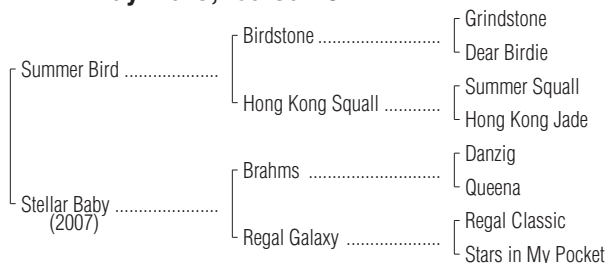 Birdstone ........................ Grindstone
Dear Birdie
Summer Bird ...................
Hong Kong Squall ............ Summer Squall
Hong Kong Jade
Brahms .......................... Danzig
Queena
Stellar Baby .....................
(2007)
Regal Galaxy ................... Regal Classic
Stars in My Pocket